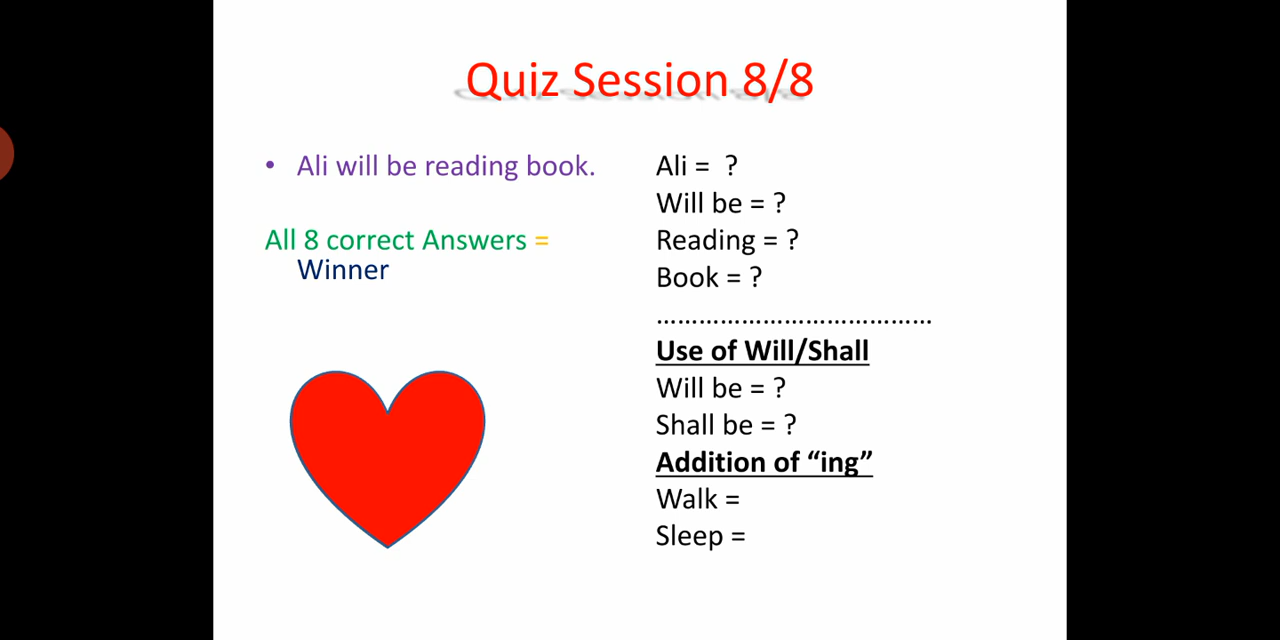 Quiz Session 8/8
• Ali will be reading book.
All 8 correct Answers =
Winner
Ali = ?
Will be = ?
Reading = ?
Book = ?
.......................................
Use of Will/Shall
Will be = ?
Shall be = ?
Addition of “ing”
Walk =
Sleep =